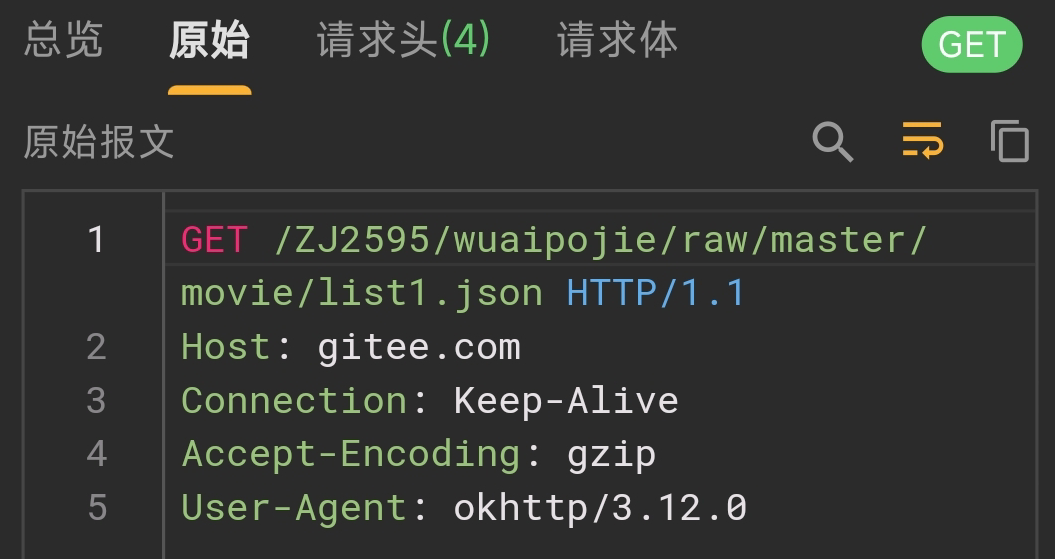 总览 原始 请求头(4) 请求体 GET
原始报文
1 GET /ZJ2595/wuaipojie/raw/master/
movie/list1.json HTTP/1.1
2 Host: gitee.com
3 Connection: Keep-Alive
4 Accept-Encoding: gzip
5 User-Agent: okhttp/3.12.0